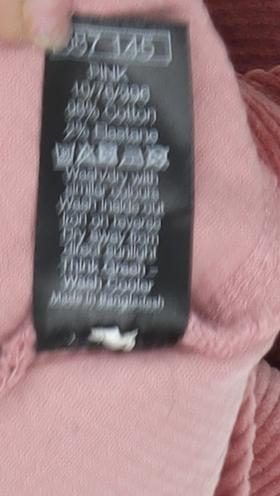 PINK
98% Cotton
2% Elastane
Wash with
similar colours
Wash inside out
Iron on reverse
Dry away from
direct sunlight
Think Green -
Wash Cooler
Made in Bangladesh